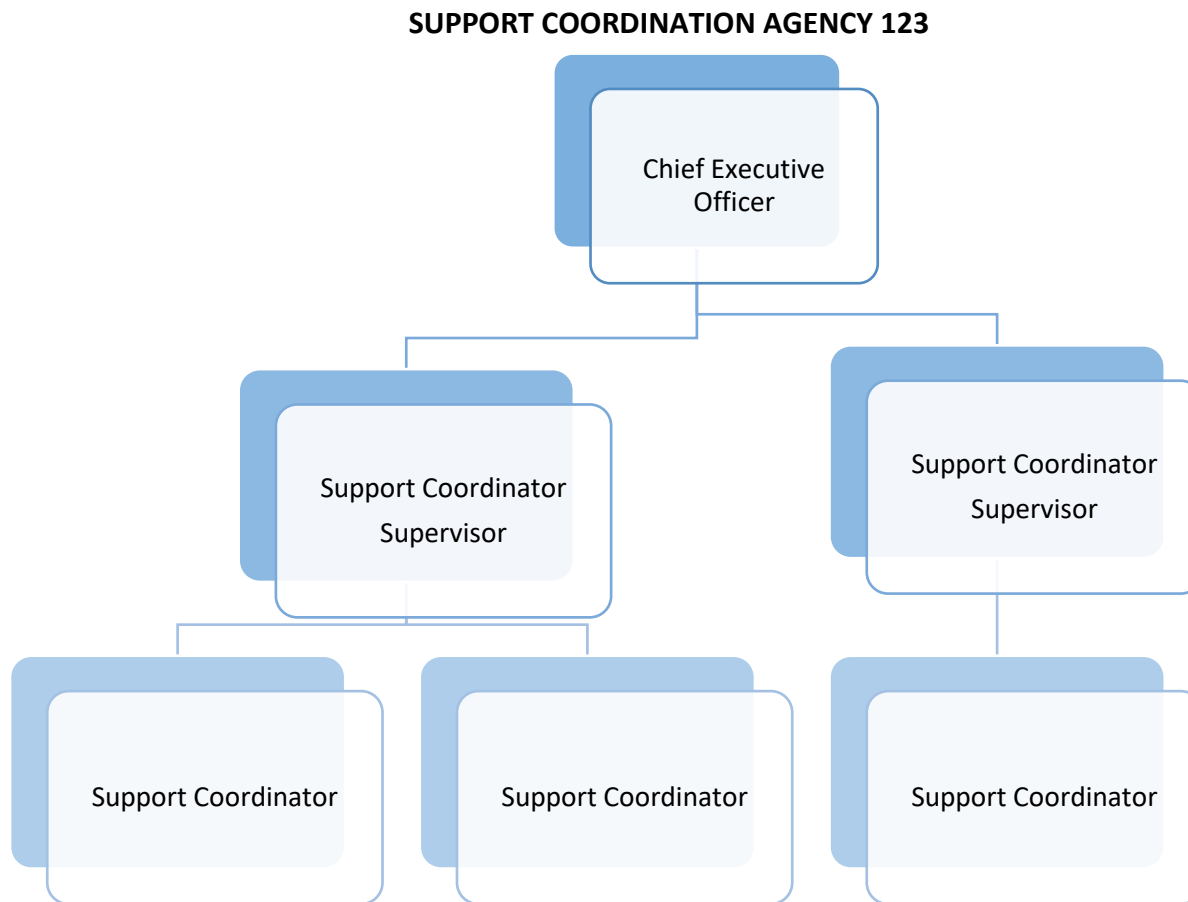 SUPPORT COORDINATION AGENCY 123
Chief Executive
Officer
Support Coordinator
Supervisor
Support Coordinator
Supervisor
Support Coordinator
Support Coordinator
Support Coordinator